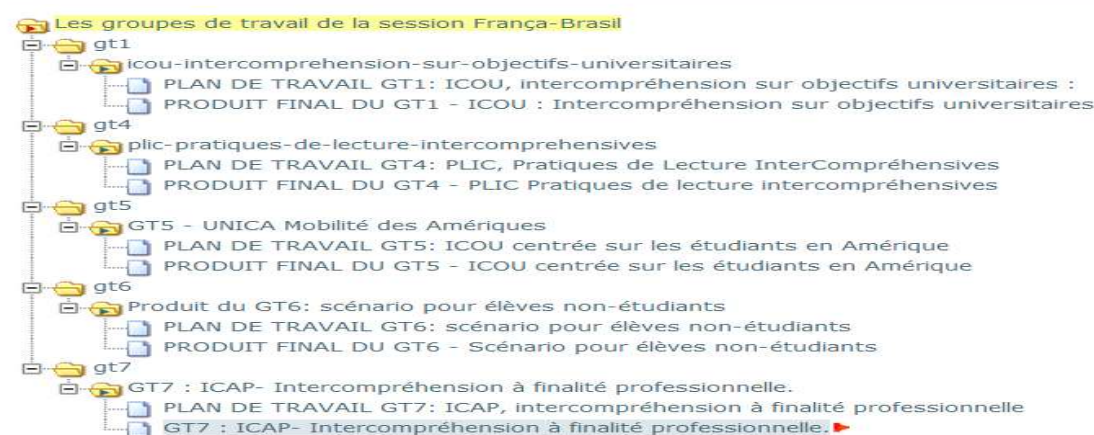 Les groupes de travail de la session França-Brasil
gt1
icou-intercomprehension-sur-objectifs-universitaires
PLAN DE TRAVAIL GT1: ICOU, intercompréhension sur objectifs universitaires :
PRODUIT FINAL DU GT1 - ICOU : Intercompréhension sur objectifs universitaires
gt4
plic-pratiques-de-lecture-intercomprehensives
PLAN DE TRAVAIL GT4: PLIC, Pratiques de Lecture InterCompréhensives
PRODUIT FINAL DU GT4 - PLIC Pratiques de lecture intercompréhensives
gt5
GT5 - UNICA Mobilité des Amériques
PLAN DE TRAVAIL GT5: ICOU centrée sur les étudiants en Amérique
PRODUIT FINAL DU GT5 - ICOU centrée sur les étudiants en Amérique
gt6
Produit du GT6: scénario pour élèves non-étudiants
PLAN DE TRAVAIL GT6: scénario pour élèves non-étudiants
PRODUIT FINAL DU GT6 - Scénario pour élèves non-étudiants
gt7
GT7 : ICAP- Intercompréhension à finalité professionnelle.
PLAN DE TRAVAIL GT7: ICAP, intercompréhension à finalité professionnelle
GT7 : ICAP- Intercompréhension à finalité professionnelle.